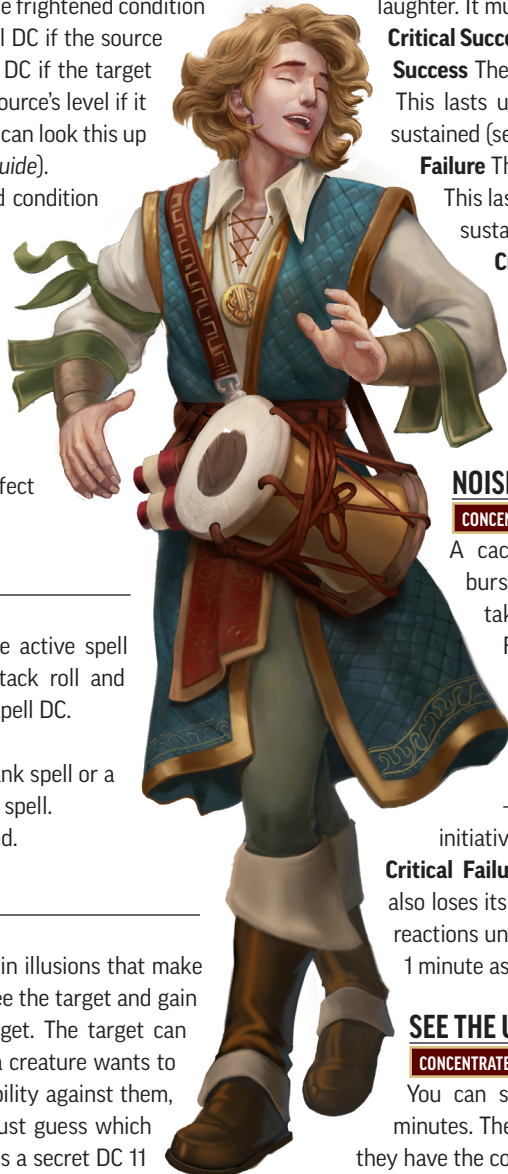 e frightened condition
l DC if the source
DC if the target
ource's level if it
can look this up
uide).
d condition
fect
e active spell
tack roll and
pell DC.
ank spell or a
spell.
d.
in illusions that make
ee the target and gain
get. The target can
a creature wants to
bility against them,
ust guess which
s a secret DC 11
laughter. It mu
Critical Succe
Success The
This lasts u
sustained (se
Failure Th
This las
susta
Cr
NOISI
CONCEN
A cac
burs
tak
F
initiativ
Critical Failu
also loses its
reactions un
1 minute as
SEE THE U
CONCENTRATE
You can s
minutes. The
they have the co